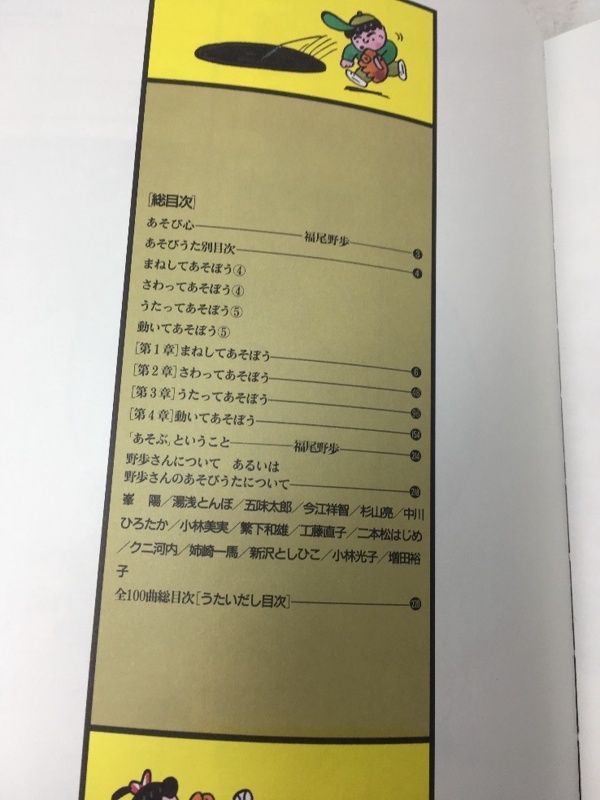 [総目次]
あそび心 福尾野歩 3
あそびうた別目次 4
まねしてあそぼう④
さわってあそぼう④
うたってあそぼう⑤
動いてあそぼう⑤
[第1章]まねしてあそぼう 6
[第2章]さわってあそぼう
[第3章]うたってあそぼう
[第4章]動いてあそぼう
「あそぶ」ということ 福尾野歩
野歩さんについて あるいは
野歩さんのあそびうたについて
峯 陽/湯浅とんぼ/五味太郎/今江祥智/杉山亮/中川
ひろたか/小林美実/繁下和雄/工藤直子/二本松はじめ
/クニ河内/姉崎一馬/新沢としひこ/小林光子/増田裕
子
全100曲総目次[うたいだし目次]